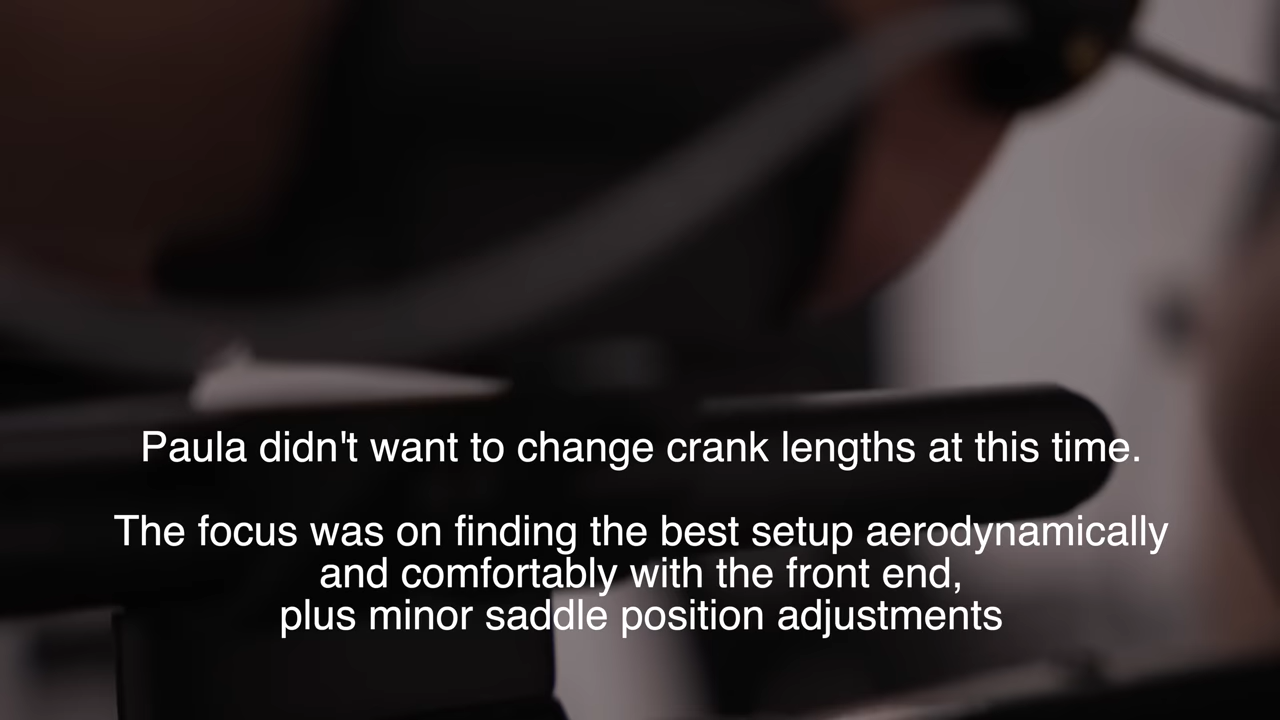 Paula didn't want to change crank lengths at this time.
The focus was on finding the best setup aerodynamically
and comfortably with the front end,
plus minor saddle position adjustments